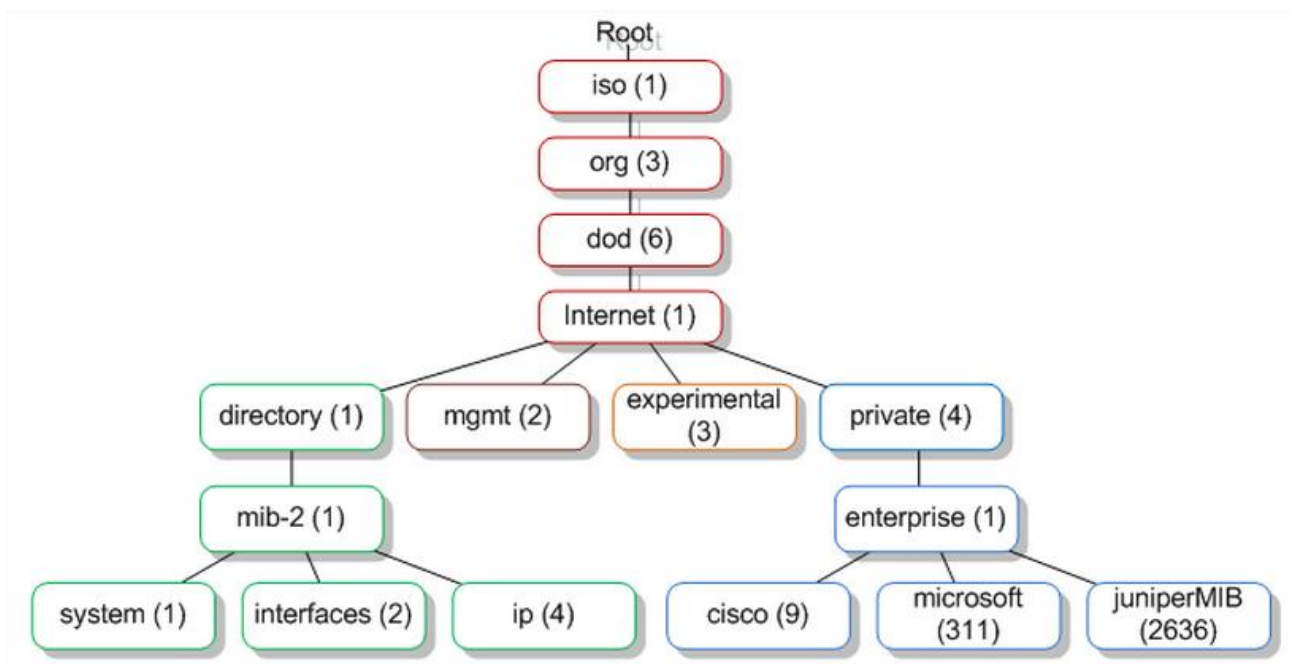 Root
iso (1)
org (3)
dod (6)
Internet (1)
directory (1)
mgmt (2)
experimental
(3)
private (4)
mib-2 (1)
enterprise (1)
system (1)
interfaces (2)
ip (4)
cisco (9)
microsoft
(311)
juniperMIB
(2636)